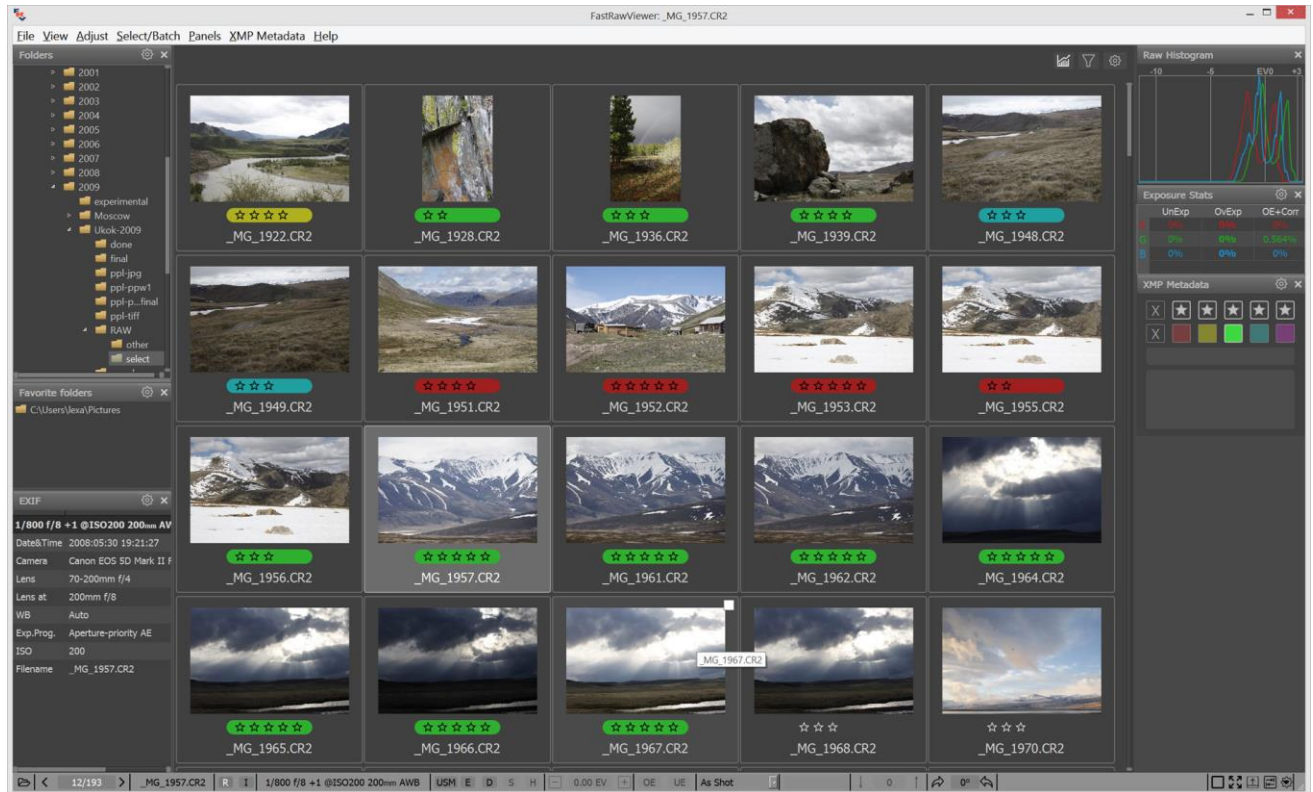 FastRawViewer: _MG_1957.CR2
File View Adjust Select/Batch Panels XMP Metadata Help
Folders
2001
2002
2003
2004
2005
2006
2007
2008
2009
experimental
Moscow
Ukok-2009
done
final
ppl-jpg
ppl-ppw1
ppl-p...final
ppl-tiff
RAW
other
select
Favorite folders
C:\Users\lexa\Pictures
EXIF
1/800 f/8 +1 @ISO200 200mm AW
Date&Time 2008:05:30 19:21:27
Camera Canon EOS 5D Mark II F
Lens 70-200mm f/4
Lens at 200mm f/8
WB Auto
Exp.Prog. Aperture-priority AE
ISO 200
Filename _MG_1957.CR2
_MG_1922.CR2 _MG_1928.CR2 _MG_1936.CR2 _MG_1939.CR2 _MG_1948.CR2
_MG_1949.CR2 _MG_1951.CR2 _MG_1952.CR2 _MG_1953.CR2 _MG_1955.CR2
_MG_1956.CR2 _MG_1957.CR2 _MG_1961.CR2 _MG_1962.CR2 _MG_1964.CR2
_MG_1967.CR2
_MG_1965.CR2 _MG_1966.CR2 _MG_1967.CR2 _MG_1968.CR2 _MG_1970.CR2
Raw Histogram
-10 -5 EV0 +3
Exposure Stats
UnExp OvExp OE+Corr
0% 0% 0%
G 0% 0% 0.564%
B 0% 0% 0%
XMP Metadata
X
X
12/193 _MG_1957.CR2 R I 1/800 f/8 +1 @ISO200 200mm AWB USM E D S H 0.00 EV OE UE As Shot 0 0°